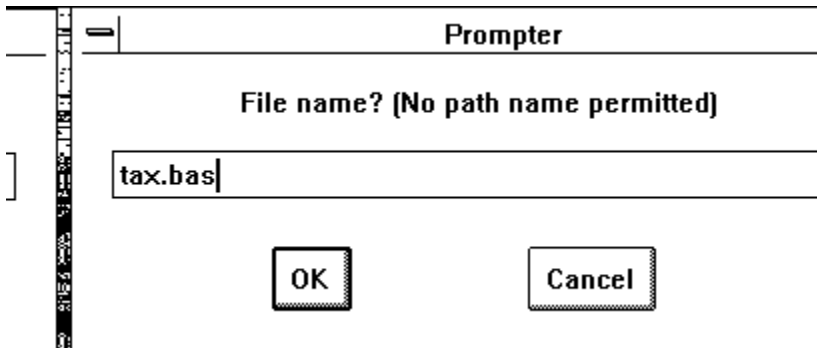 Prompter
File name? (No path name permitted)
tax.bas
OK
Cancel